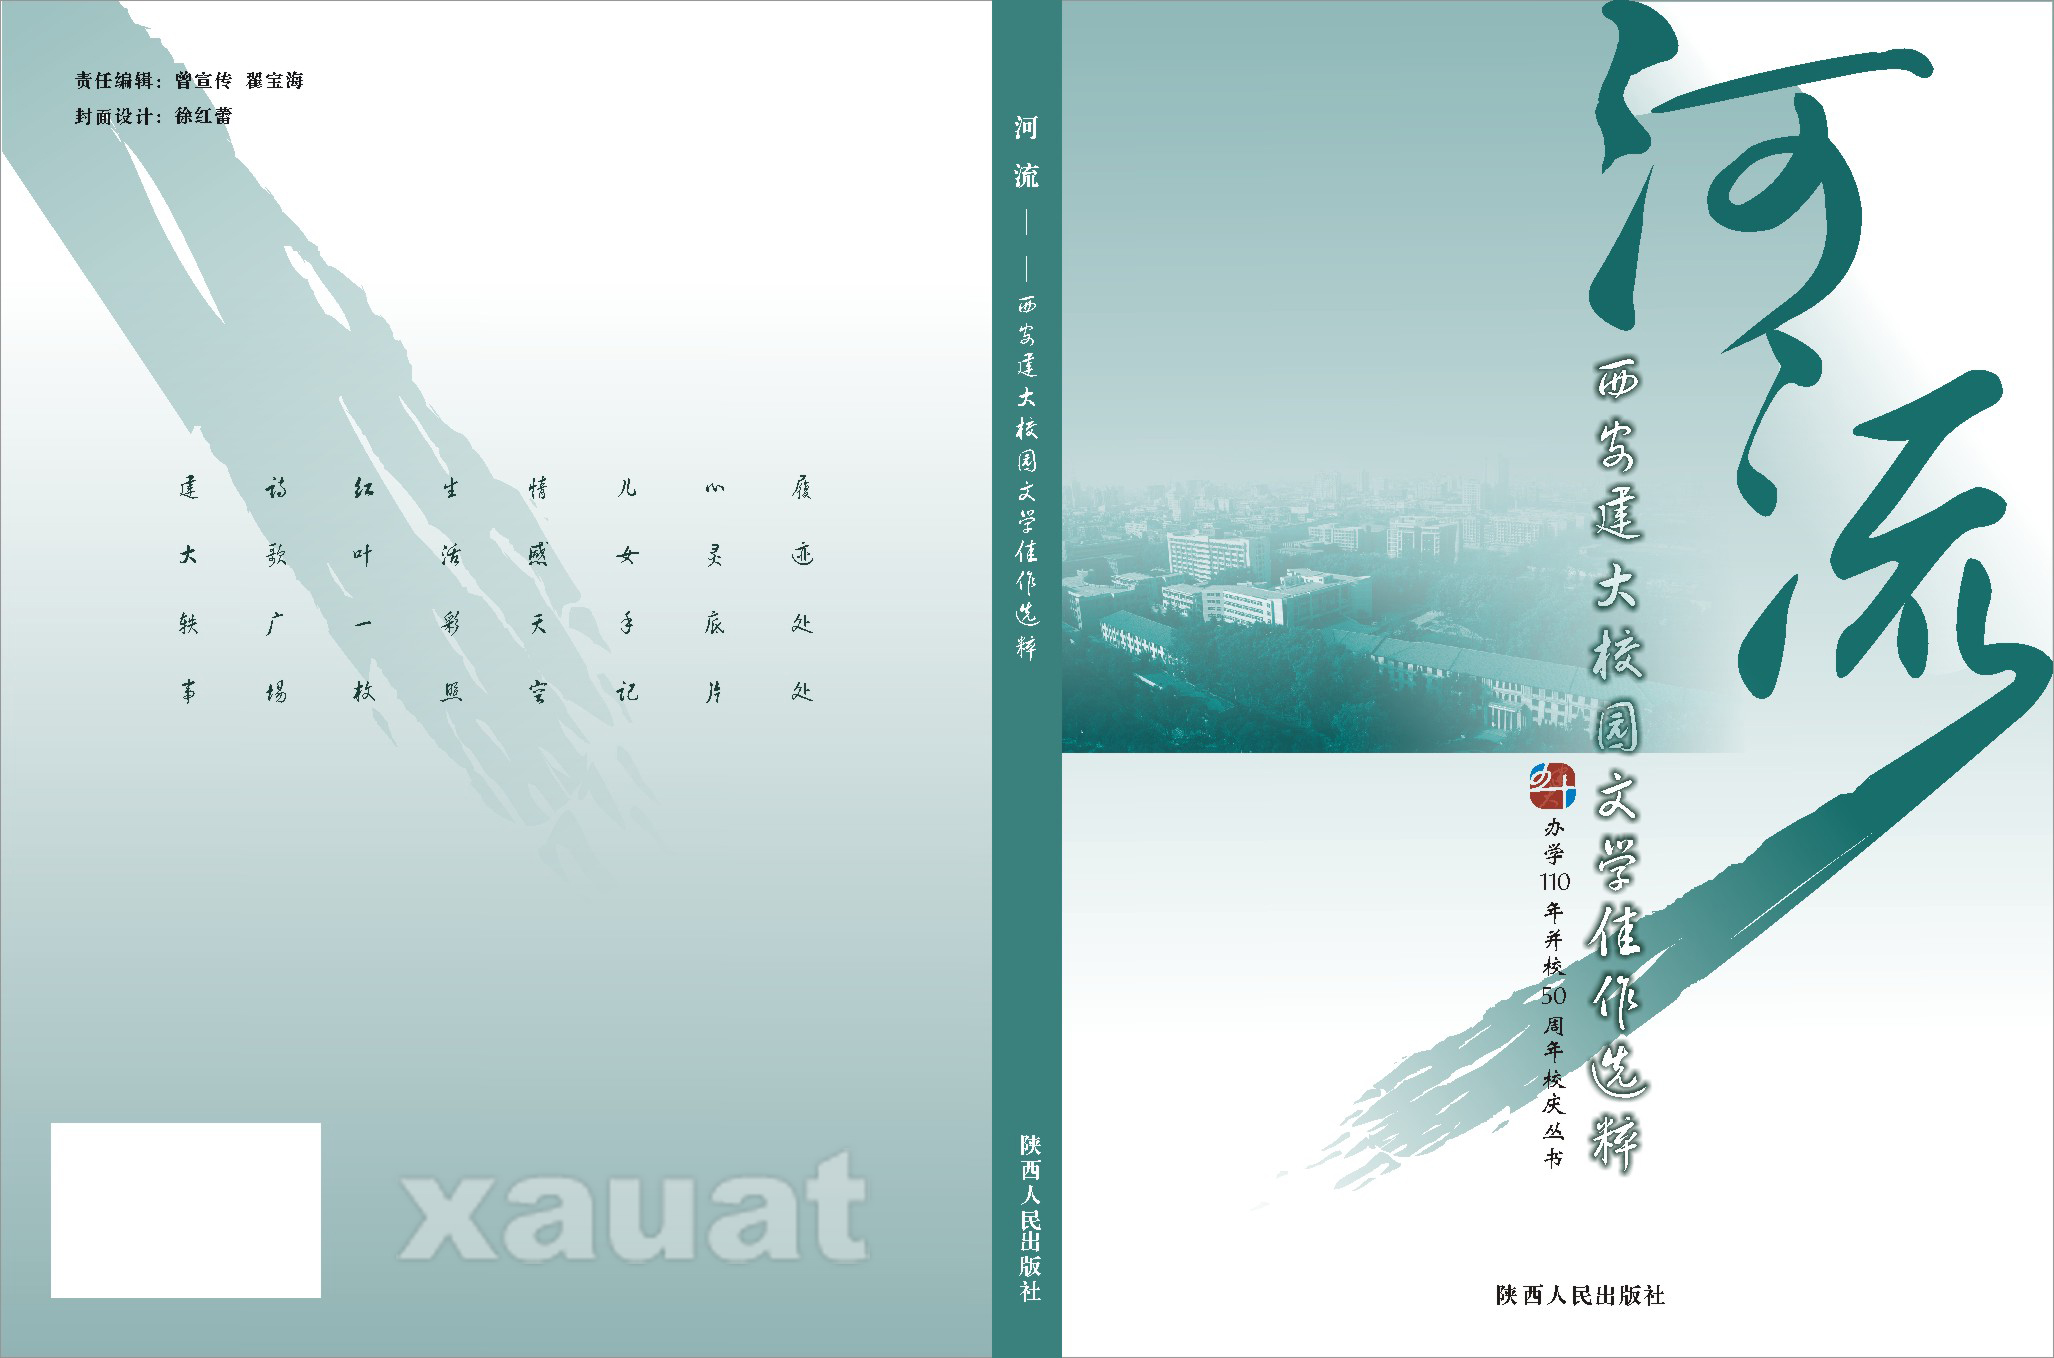 责任编辑：曾宣传 翟宝海
封面设计：徐红蕾
建大轶事
诗歌广场
红叶一枚
生活彩照
情感天空
儿女手记
心灵底片
履迹处处
xauat
河流——西安建大校园文学佳作选粹
陕西人民出版社
河流
西安建大校园文学佳作选粹
办学110年并校50周年校庆丛书
陕西人民出版社